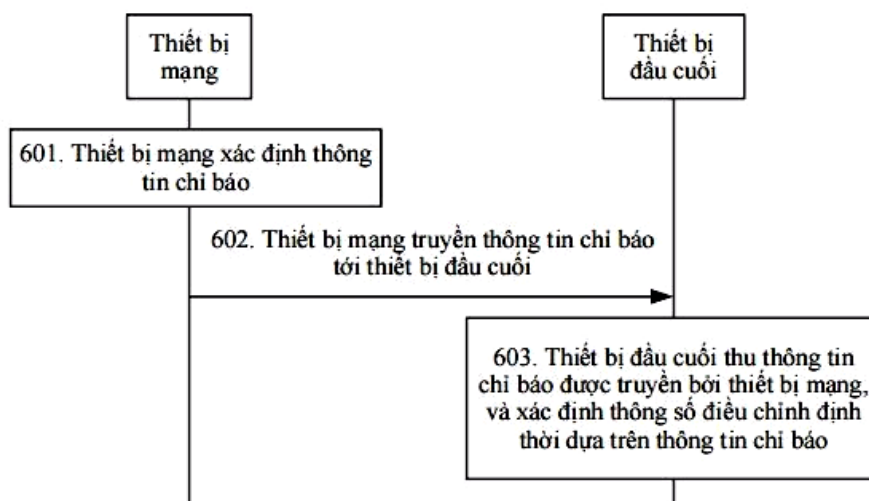 Thiết bị
mạng
Thiết bị
đầu cuối
601. Thiết bị mạng xác định thông
tin chỉ báo
602. Thiết bị mạng truyền thông tin chỉ báo
tới thiết bị đầu cuối
603. Thiết bị đầu cuối thu thông tin
chỉ báo được truyền bởi thiết bị mạng,
và xác định thông số điều chỉnh định
thời dựa trên thông tin chỉ báo